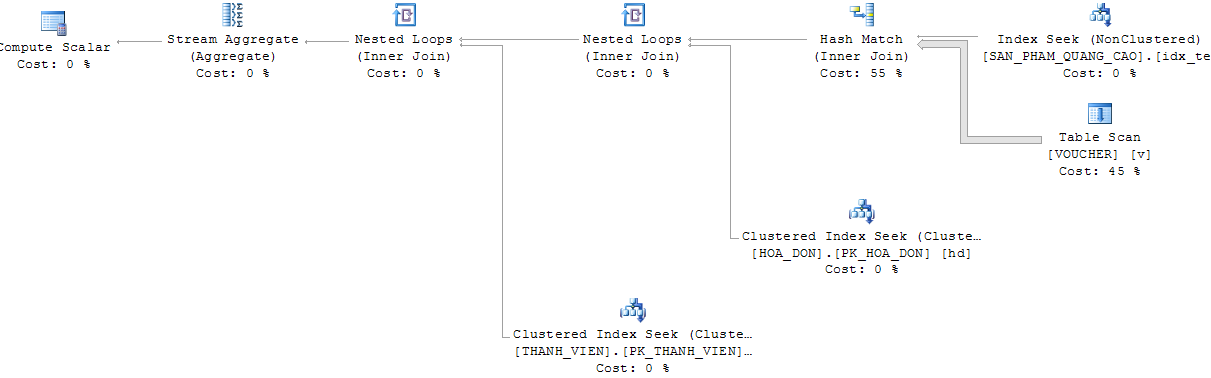 Compute Scalar
Cost: 0 %
Stream Aggregate
(Aggregate)
Cost: 0 %
Nested Loops
(Inner Join)
Cost: 0 %
Nested Loops
(Inner Join)
Cost: 0 %
Hash Match
(Inner Join)
Cost: 55 %
Index Seek (NonClustered)
[SAN_PHAM_QUANG_CAO].[idx_te
Cost: 0 %
Table Scan
[VOUCHER] [v]
Cost: 45 %
Clustered Index Seek (Cluste…
[HOA_DON].[PK_HOA_DON] [hd]
Cost: 0 %
Clustered Index Seek (Cluste…
[THANH_VIEN].[PK_THANH_VIEN]…
Cost: 0 %